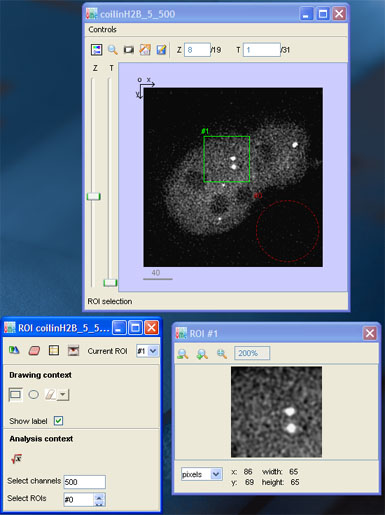 coilinH2B_5_500
Controls
Z 8 /19 T 1 /31
Z T
o x
y
#1
40
ROI selection
ROI coilinH2B_5_5...
Current ROI #1
Drawing context
Show label
Analysis context
√x
Select channels 500
Select ROIs #0
ROI #1
200%
pixels x: 86 width: 65
y: 69 height: 65